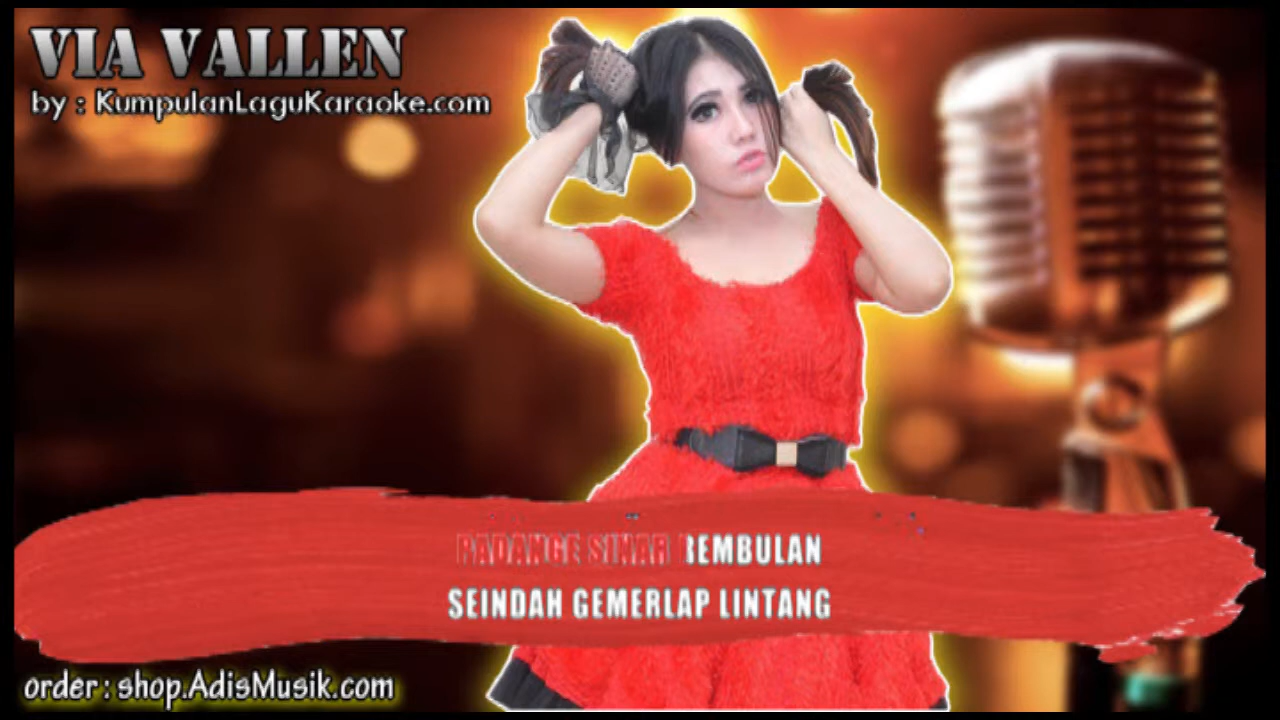 VIA VALLEN
by : KumpulanLaguKaraoke.com
PADANGE SINAR REMBULAN
SEINDAH GEMERLAP LINTANG
order : shop.AdisMusik.com